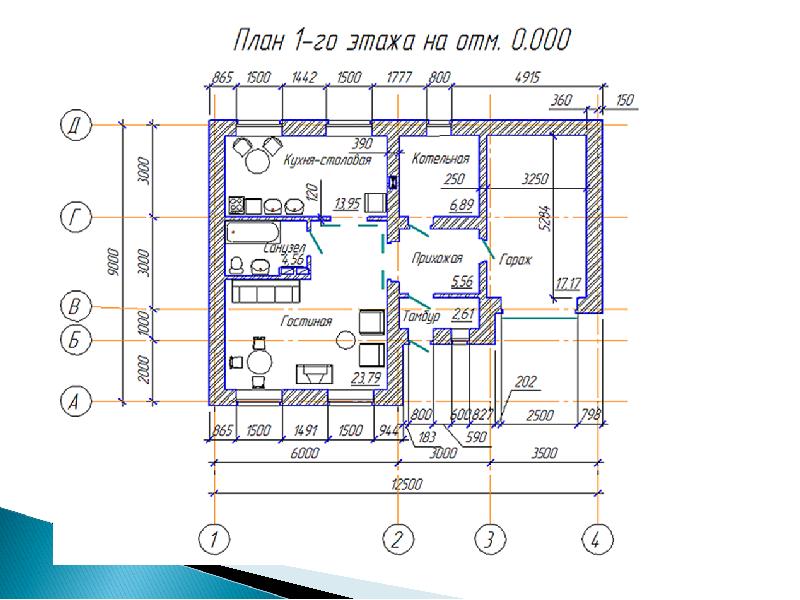 План 1-го этажа на отм. 0.000
865 1500 1442 1500 1777 800 4915
360 150
Д
390
Кухня-столовая
Котельная
3000
120
250
3250
13.95
6,89
5284
Г
Санузел
4,56
Прихожая
Гараж
9000
3000
5.56
17.17
В
Гостиная
Тамбур
2,61
1000
Б
2000
23.79
202
А
800 600 827 2500 798
865 1500 1491 1500 944
183 590
6000 3000 3500
12500
1 2 3 4